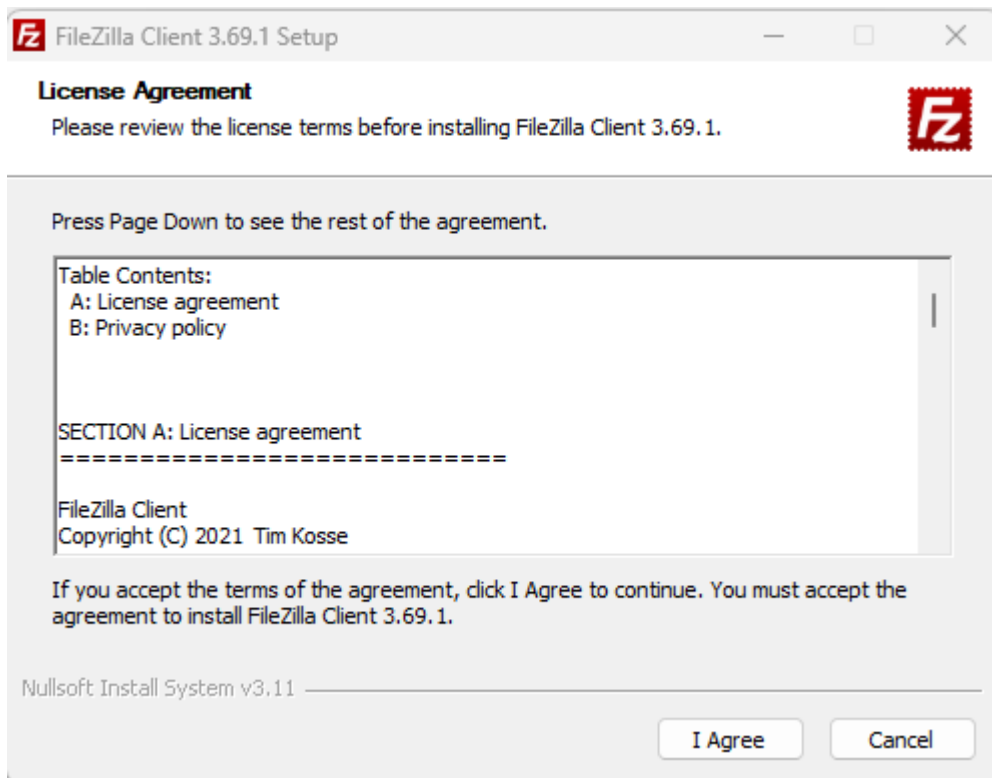 FileZilla Client 3.69.1 Setup
License Agreement
Please review the license terms before installing FileZilla Client 3.69.1.
Fz
Press Page Down to see the rest of the agreement.
Table Contents:
A: License agreement
B: Privacy policy
SECTION A: License agreement
============================
FileZilla Client
Copyright (C) 2021 Tim Kosse
If you accept the terms of the agreement, click I Agree to continue. You must accept the
agreement to install FileZilla Client 3.69.1.
Nullsoft Install System v3.11
I Agree
Cancel